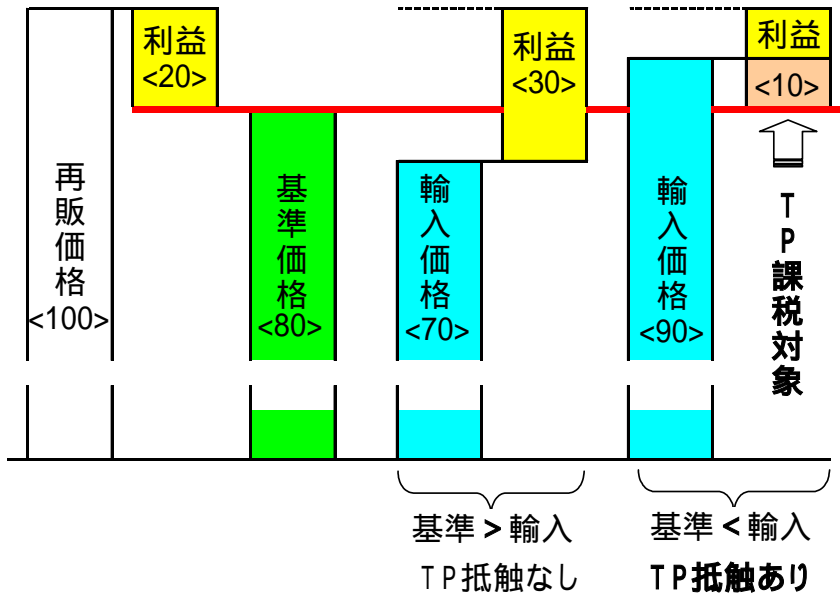 利益
<20>
利益
<30>
利益
<10>
再販価格
<100>
基準価格
<80>
輸入価格
<70>
輸入価格
<90>
TP課税対象
基準＞輸入
TP抵触なし
基準＜輸入
TP抵触あり